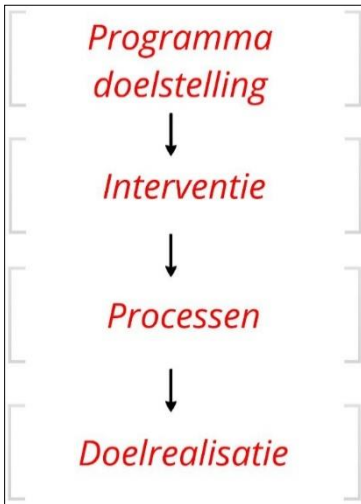 Programma
doelstelling
Interventie
Processen
Doelrealisatie